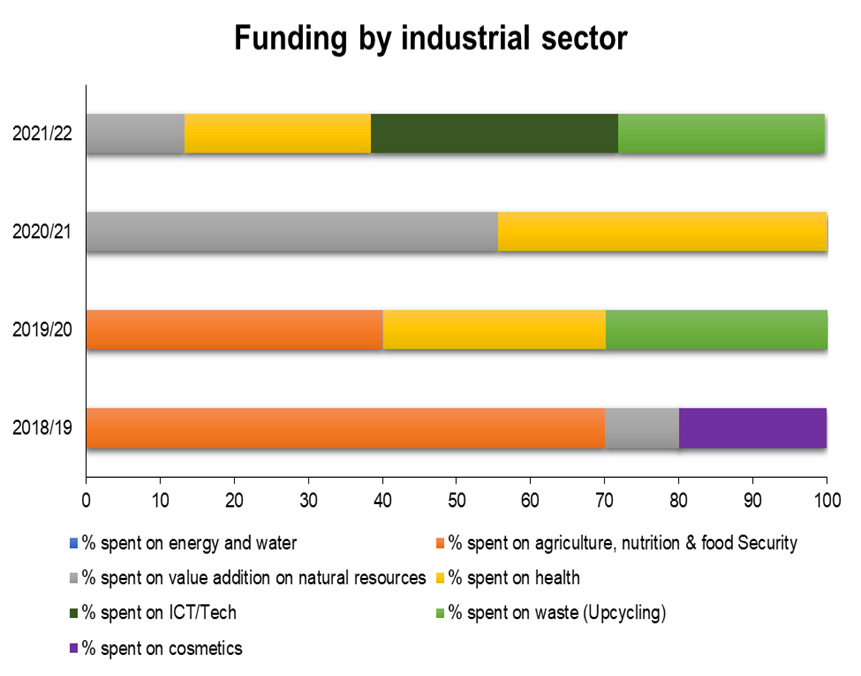 Funding by industrial sector
2021/22
2020/21
2019/20
2018/19
0 10 20 30 40 50 60 70 80 90 100
% spent on energy and water % spent on agriculture, nutrition & food Security
% spent on value addition on natural resources % spent on health
% spent on ICT/Tech % spent on waste (Upcycling)
% spent on cosmetics